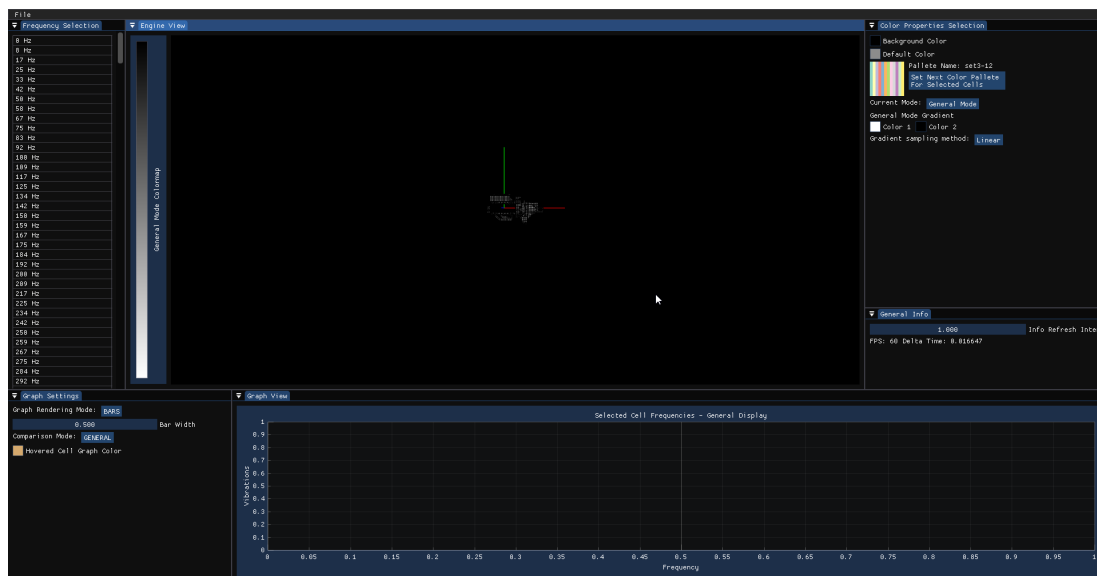 File
Frequency Selection
0 Hz
8 Hz
17 Hz
25 Hz
33 Hz
42 Hz
50 Hz
58 Hz
67 Hz
75 Hz
83 Hz
92 Hz
100 Hz
109 Hz
117 Hz
125 Hz
134 Hz
142 Hz
150 Hz
159 Hz
167 Hz
175 Hz
184 Hz
192 Hz
200 Hz
209 Hz
217 Hz
225 Hz
234 Hz
242 Hz
250 Hz
259 Hz
267 Hz
275 Hz
284 Hz
292 Hz
Engine View
General Mode Colormap
Color Properties Selection
Background Color
Default Color
Pallete Name: set3-12
Set Next Color Pallete
For Selected Cells
Current Mode: General Mode
General Mode Gradient
Color 1 Color 2
Gradient sampling method: Linear
General Info
1.000 Info Refresh Inte
FPS: 60 Delta Time: 0.016647
Graph Settings
Graph Rendering Mode: BARS
0.500 Bar Width
Comparison Mode: GENERAL
Hovered Cell Graph Color
Graph View
Selected Cell Frequencies - General Display
Vibrations
1
0.9
0.8
0.7
0.6
0.5
0.4
0.3
0.2
0.1
0
0 0.05 0.1 0.15 0.2 0.25 0.3 0.35 0.4 0.45 0.5 0.55 0.6 0.65 0.7 0.75 0.8 0.85 0.9 0.95 1
Frequency